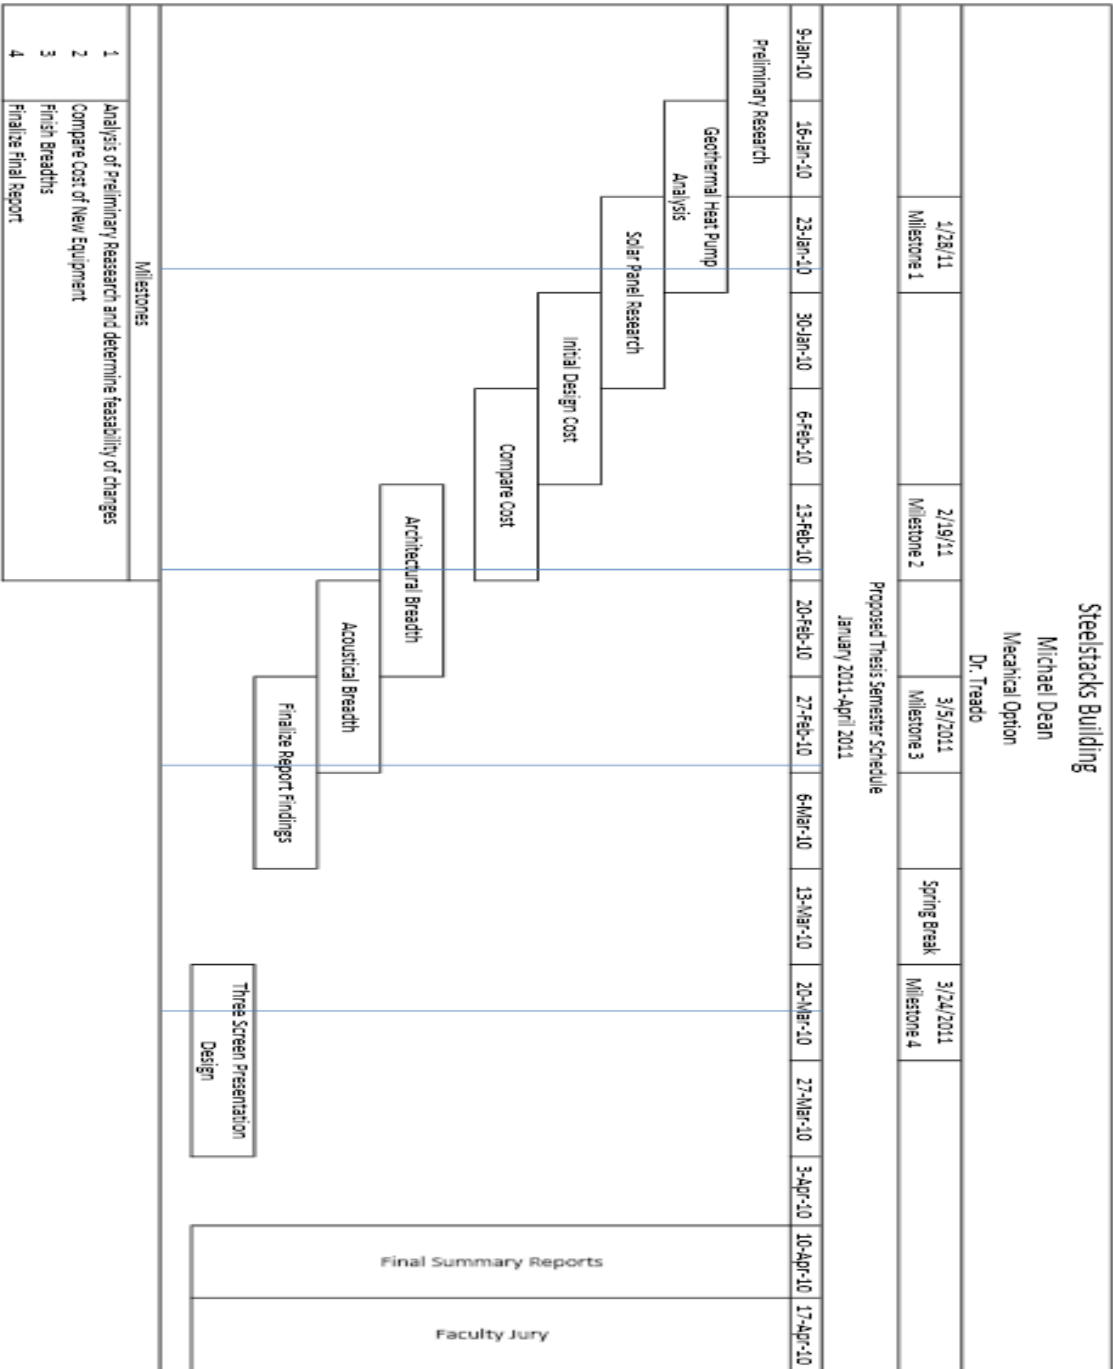 Steelstacks Building
Michael Dean
Mecahical Option
Dr. Treado
1/28/11
Milestone 1
2/19/11
Milestone 2
3/5/2011
Milestone 3
Spring Break
3/24/2011
Milestone 4
Proposed Thesis Semester Schedule
January 2011-April 2011
9-Jan-10 16-Jan-10 23-Jan-10 30-Jan-10 6-Feb-10 13-Feb-10 20-Feb-10 27-Feb-10 6-Mar-10 13-Mar-10 20-Mar-10 27-Mar-10 3-Apr-10 10-Apr-10 17-Apr-10
Preliminary Research
Geothermal Heat Pump
Analysis
Solar Panel Research
Initial Design Cost
Compare Cost
Architectural Breadth
Acoustical Breadth
Finalize Report Findings
Three Screen Presentation
Design
Final Summary Reports
Faculty Jury
Milestones
1 Analysis of Preliminary Reasearch and determine feasability of changes
2 Compare Cost of New Equipment
3 Finish Breadths
4 Finalize Final Report